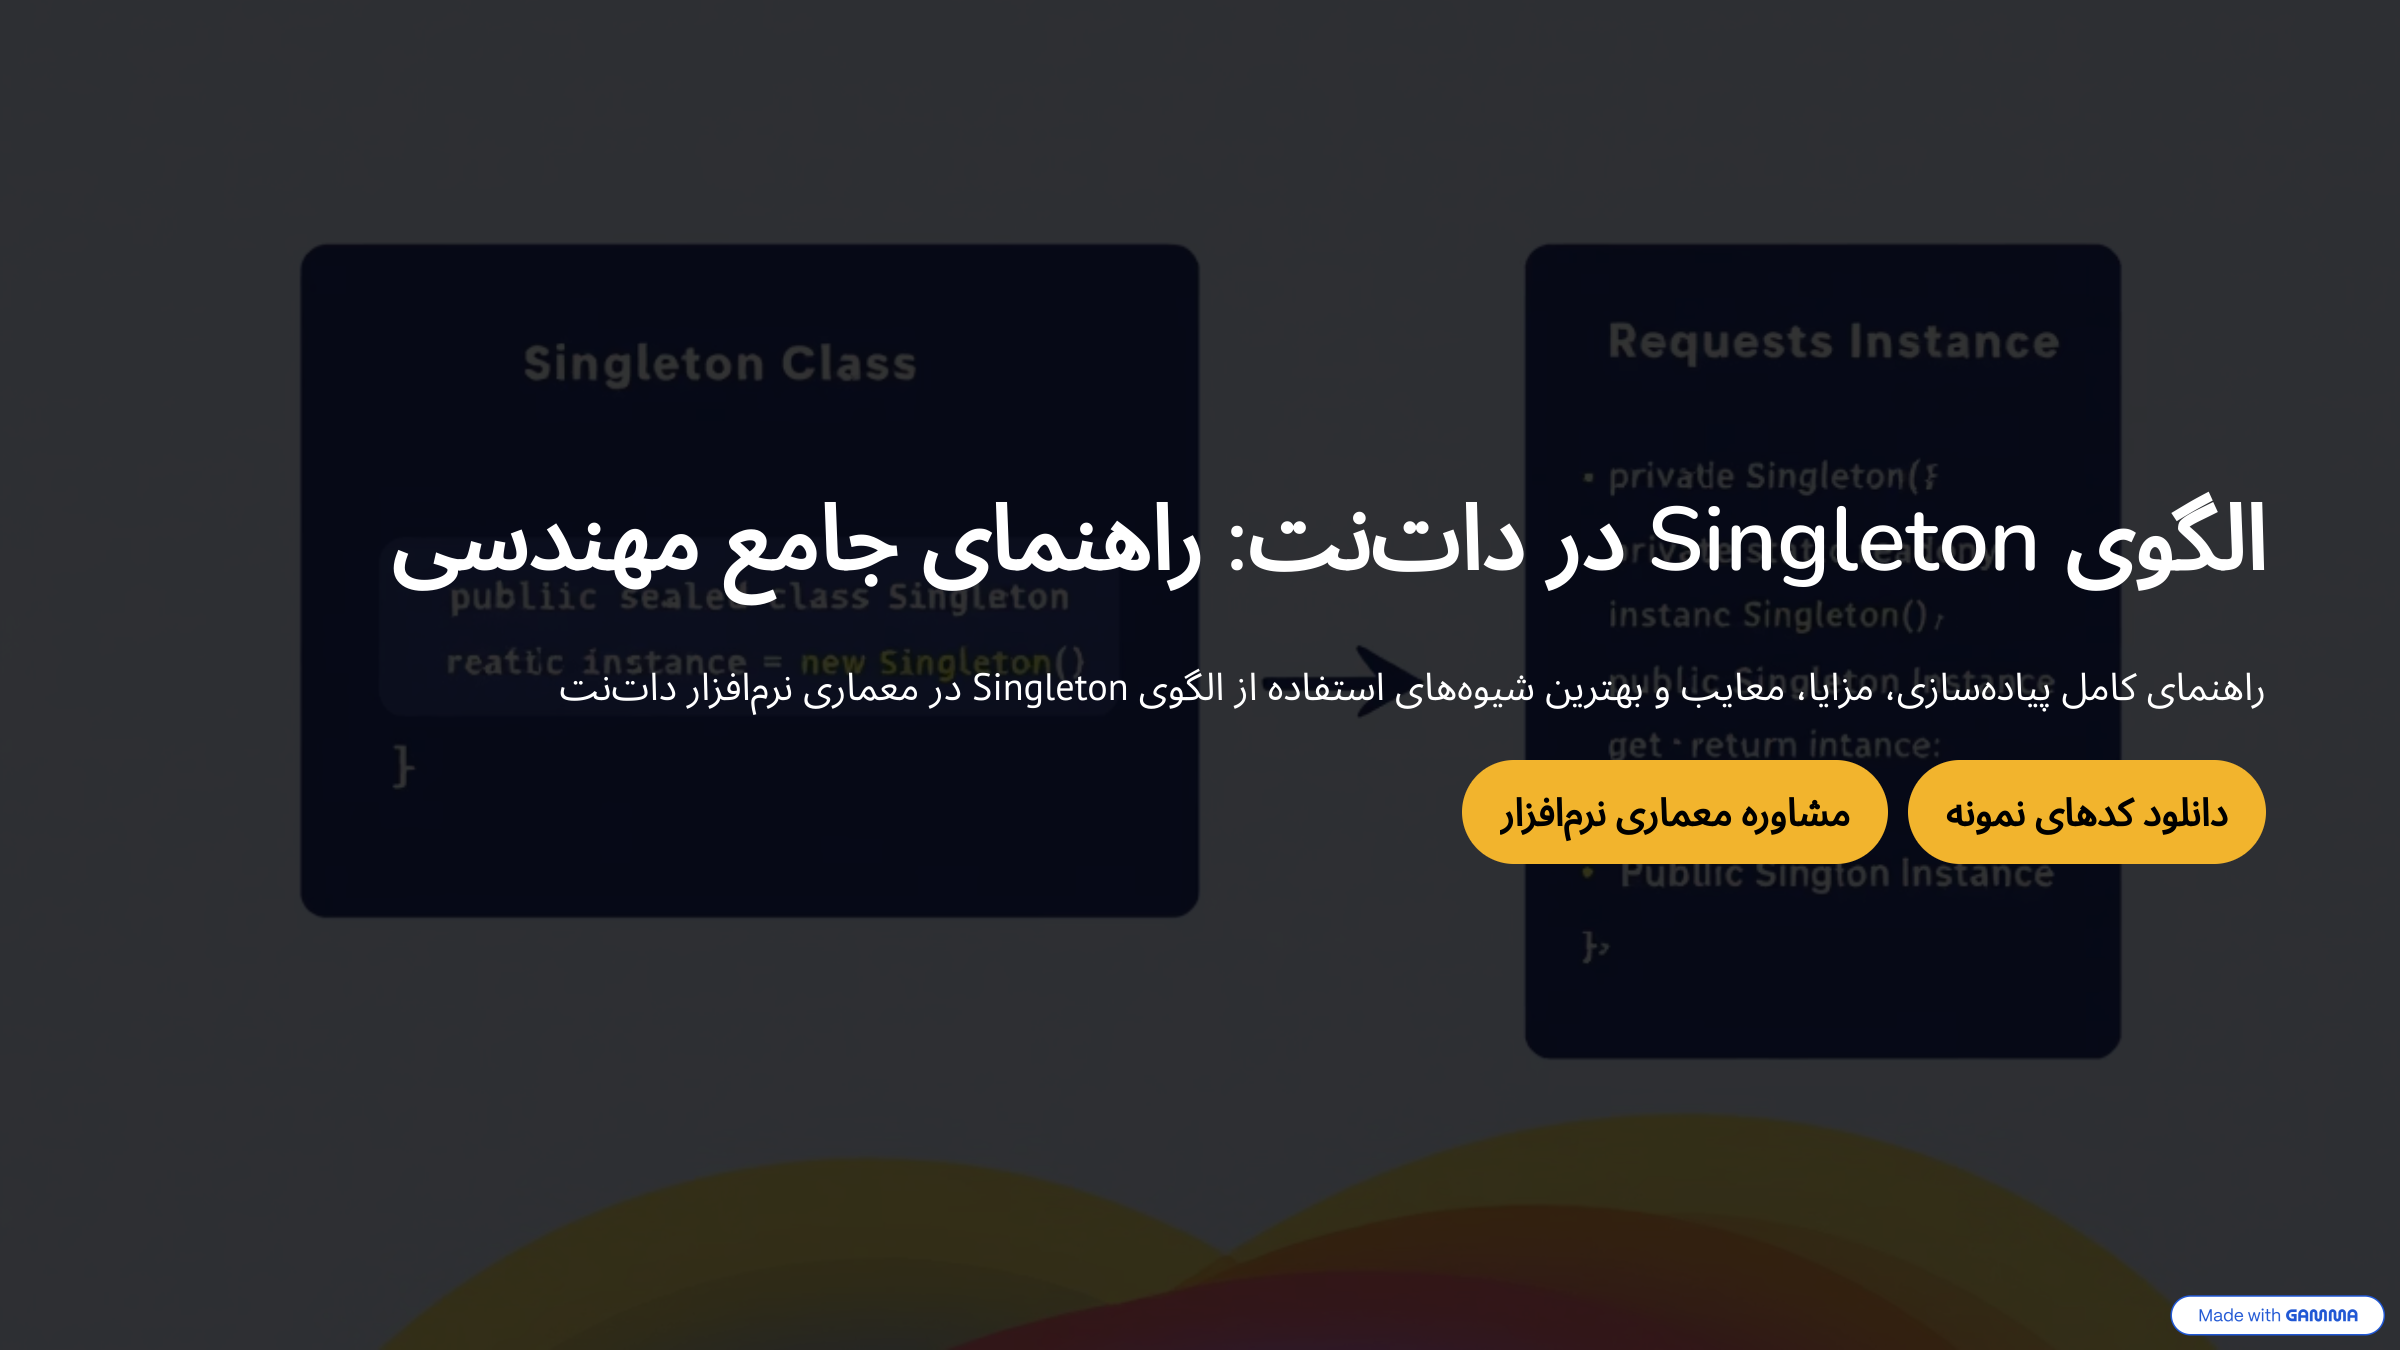 Singleton Class
Requests Instance
الگوی Singleton در دات‌نت: راهنمای جامع مهندسی
publiic sealed class Singleton
instance = new Singleton()
}
private Singleton(
instanc Singleton()
راهنمای کامل پیاده‌سازی، مزایا، معایب و بهترین شیوه‌های استفاده از الگوی Singleton در معماری نرم‌افزار دات‌نت
public Singleton Instance
get return intance:
دانلود کدهای نمونه
مشاوره معماری نرم‌افزار
Instance
Made with GAMMA